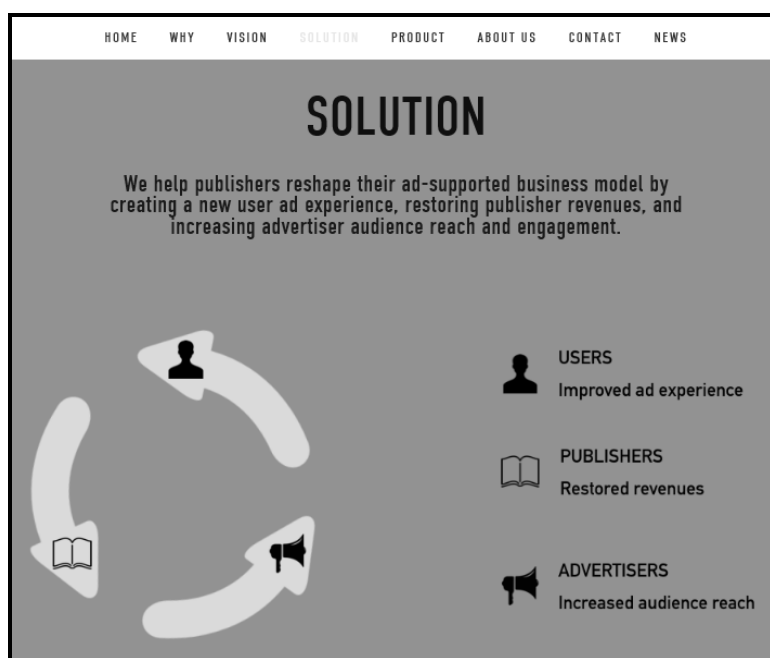 HOME WHY VISION SOLUTION PRODUCT ABOUT US CONTACT NEWS
SOLUTION
We help publishers reshape their ad-supported business model by
creating a new user ad experience, restoring publisher revenues, and
increasing advertiser audience reach and engagement.
USERS
Improved ad experience
PUBLISHERS
Restored revenues
ADVERTISERS
Increased audience reach